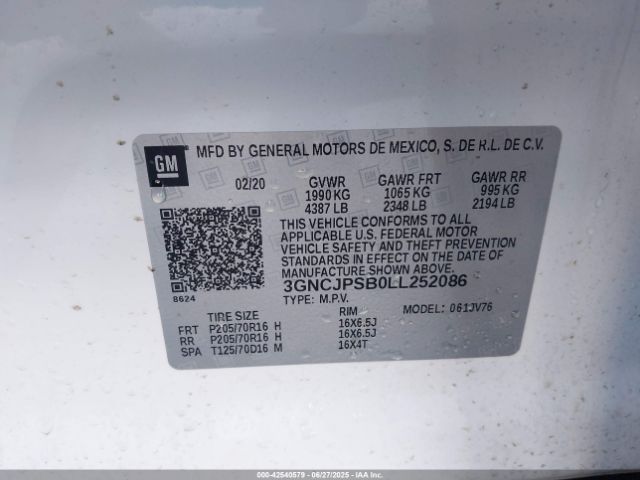 GM
MFD BY GENERAL MOTORS DE MEXICO, S. DE R.L. DE C.V.
02/20 GVWR GAWR FRT GAWR RR
1990 KG 1065 KG 995 KG
4387 LB 2348 LB 2194 LB
THIS VEHICLE CONFORMS TO ALL
APPLICABLE U.S. FEDERAL MOTOR
VEHICLE SAFETY AND THEFT PREVENTION
STANDARDS IN EFFECT ON THE DATE OF
MANUFACTURE SHOWN ABOVE.
8624
3GNCJPSB0LL252086
TYPE: M.P.V. MODEL: 061JV76
TIRE SIZE RIM
FRT P205/70R16 H 16X6.5J
RR P205/70R16 H 16X6.5J
SPA T125/70D16 M 16X4T
000-42540579 | 06/27/2025 | IAA, LLC.